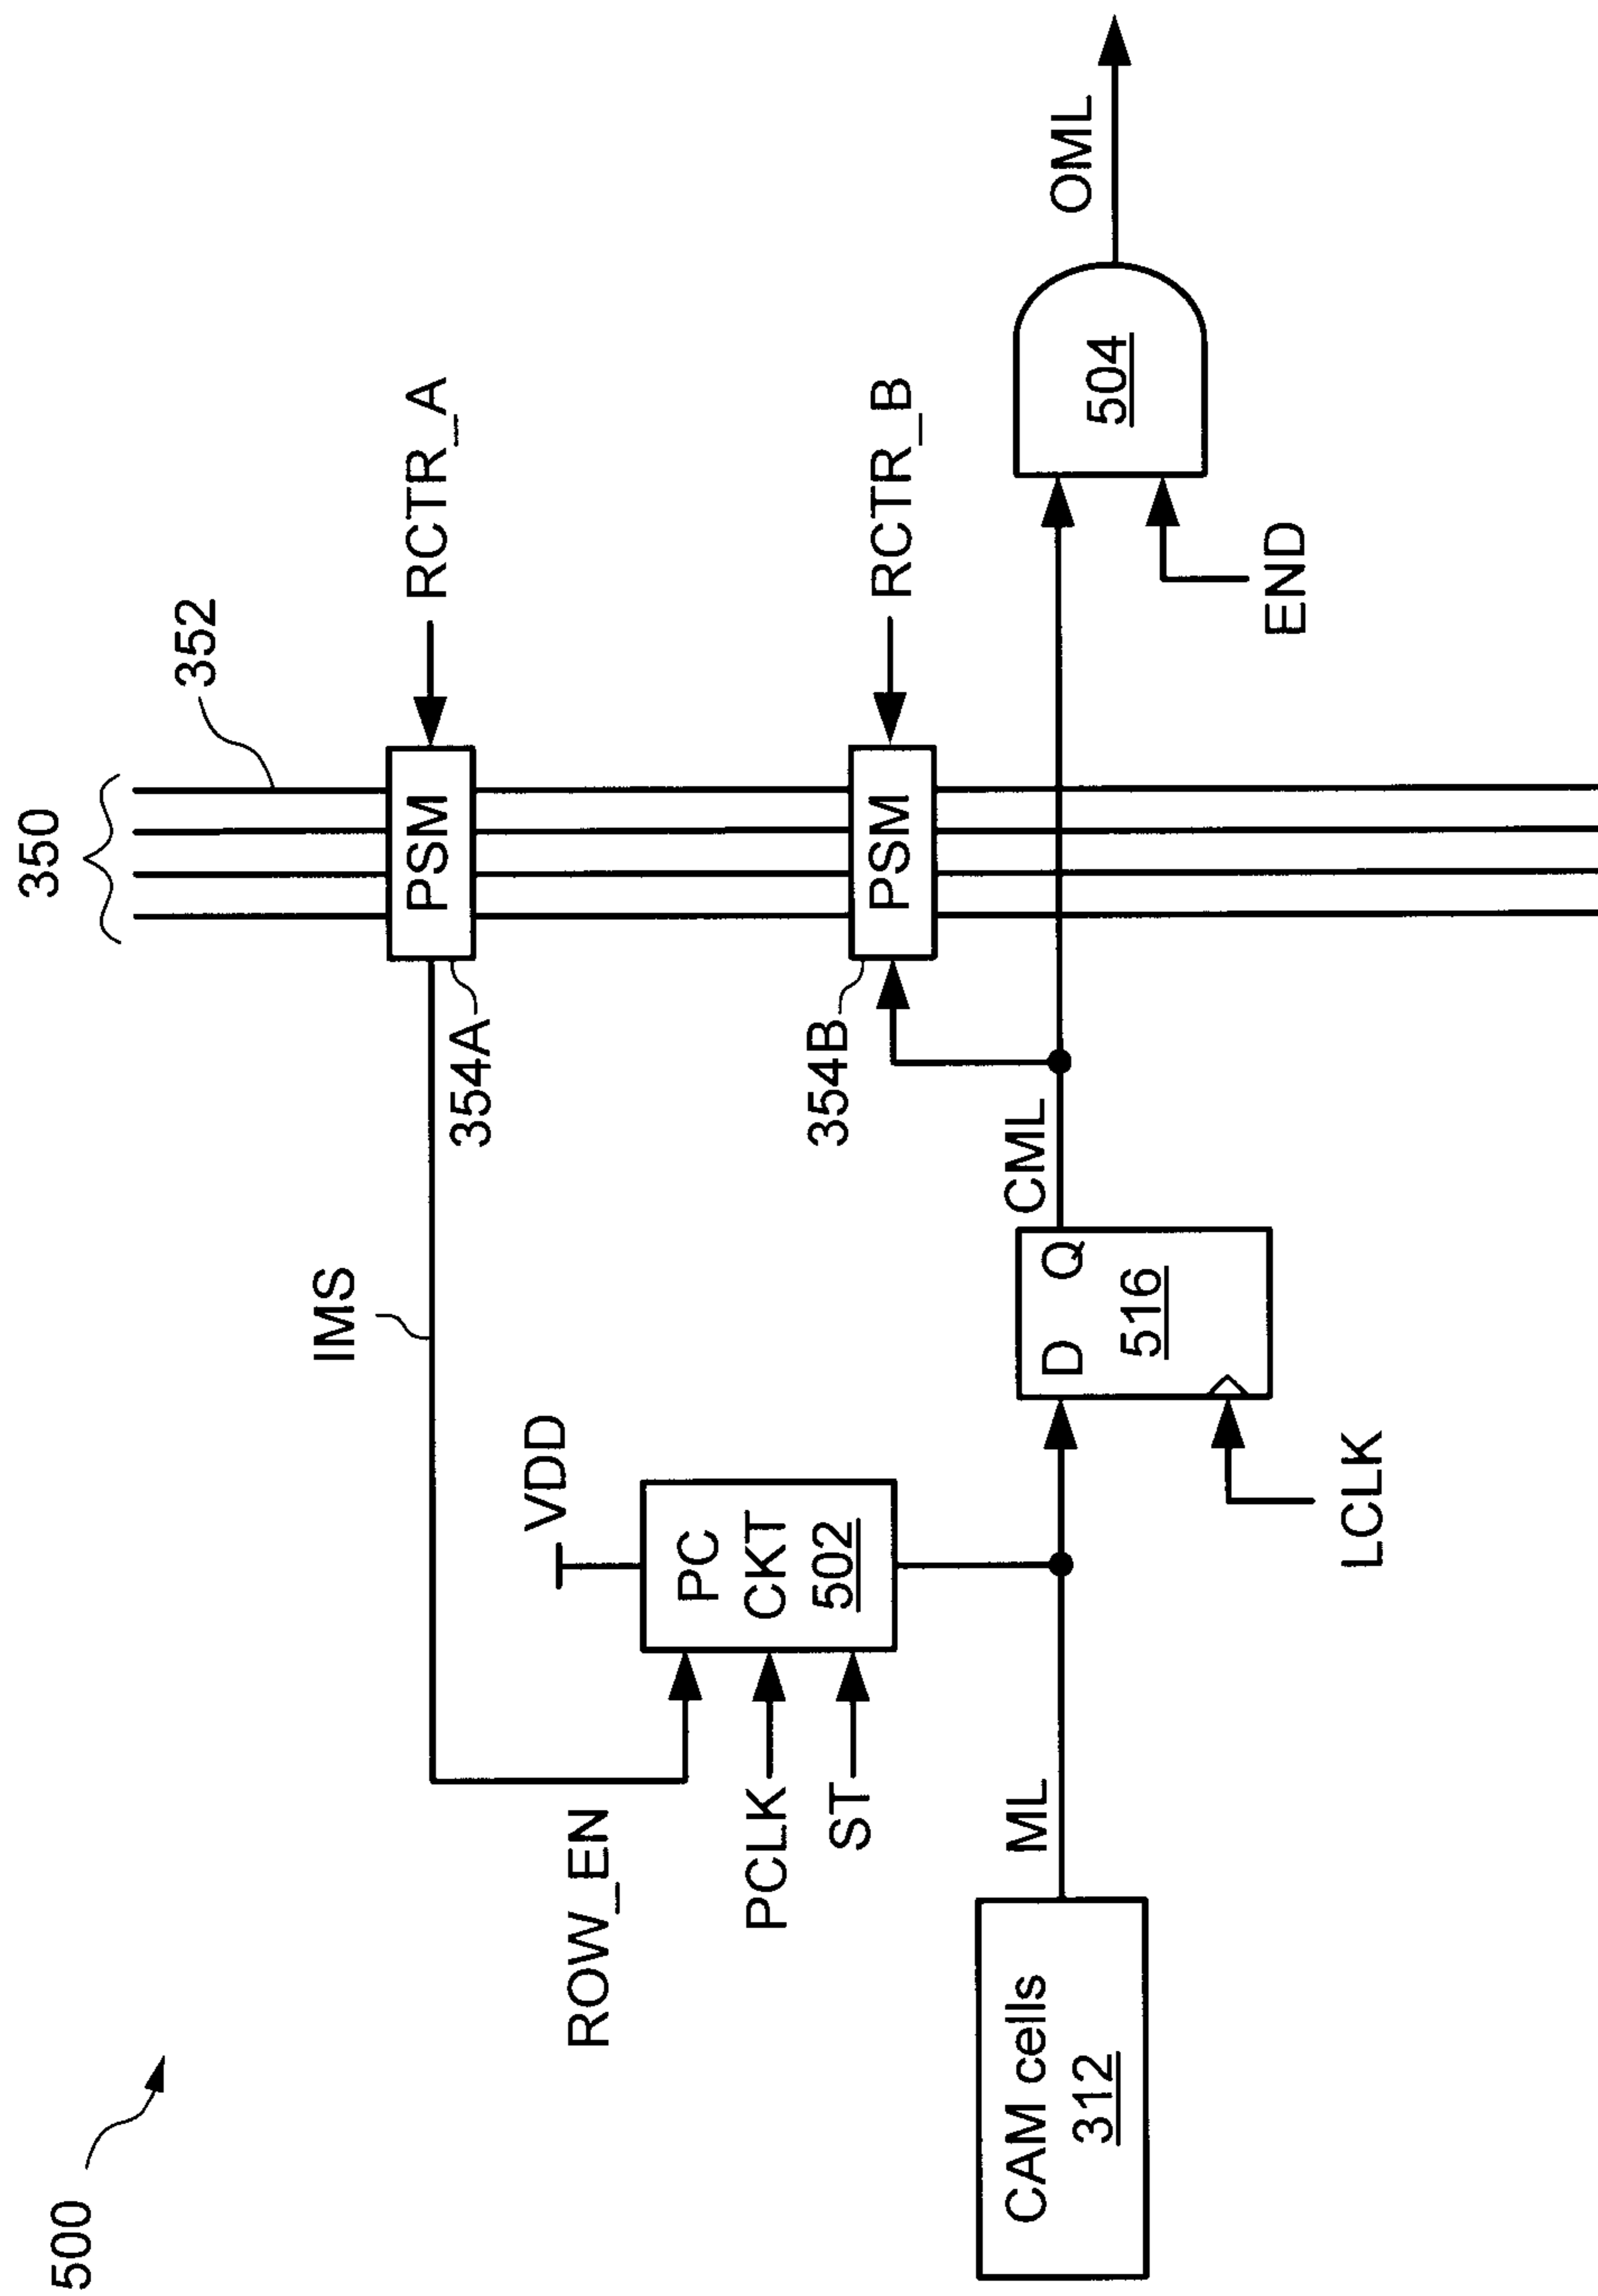 500
350
352
IMS
PSM
RCTR_A
354A
VDD
ROW_EN
PC
CKT
502
PCLK
ST
354B
PSM
RCTR_B
CAM cells
312
ML
D Q
516
LCLK
CML
504
END
OML